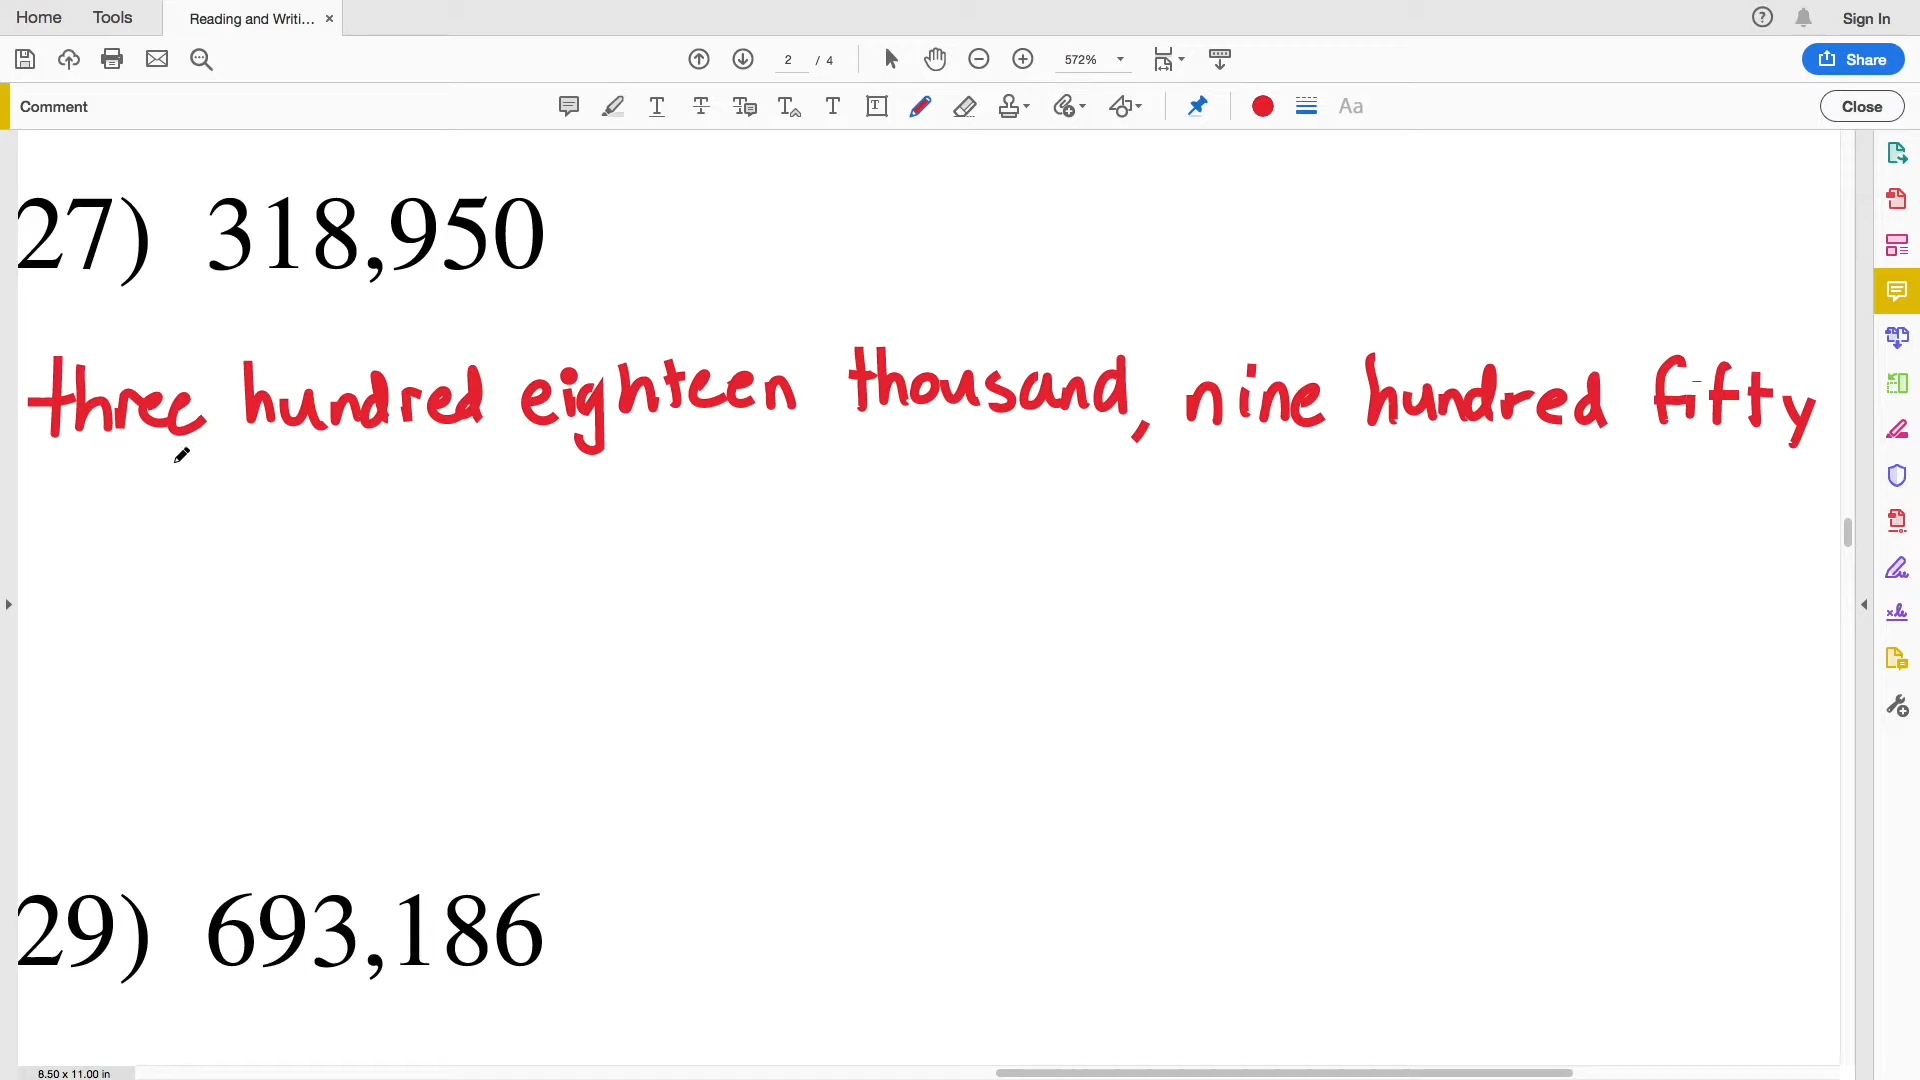 Home Tools Reading and Writi... × Sign In
2 / 4 572% Share
Comment Aa Close
27) 318,950
three hundred eighteen thousand, nine hundred fifty
29) 693,186
8.50 x 11.00 in